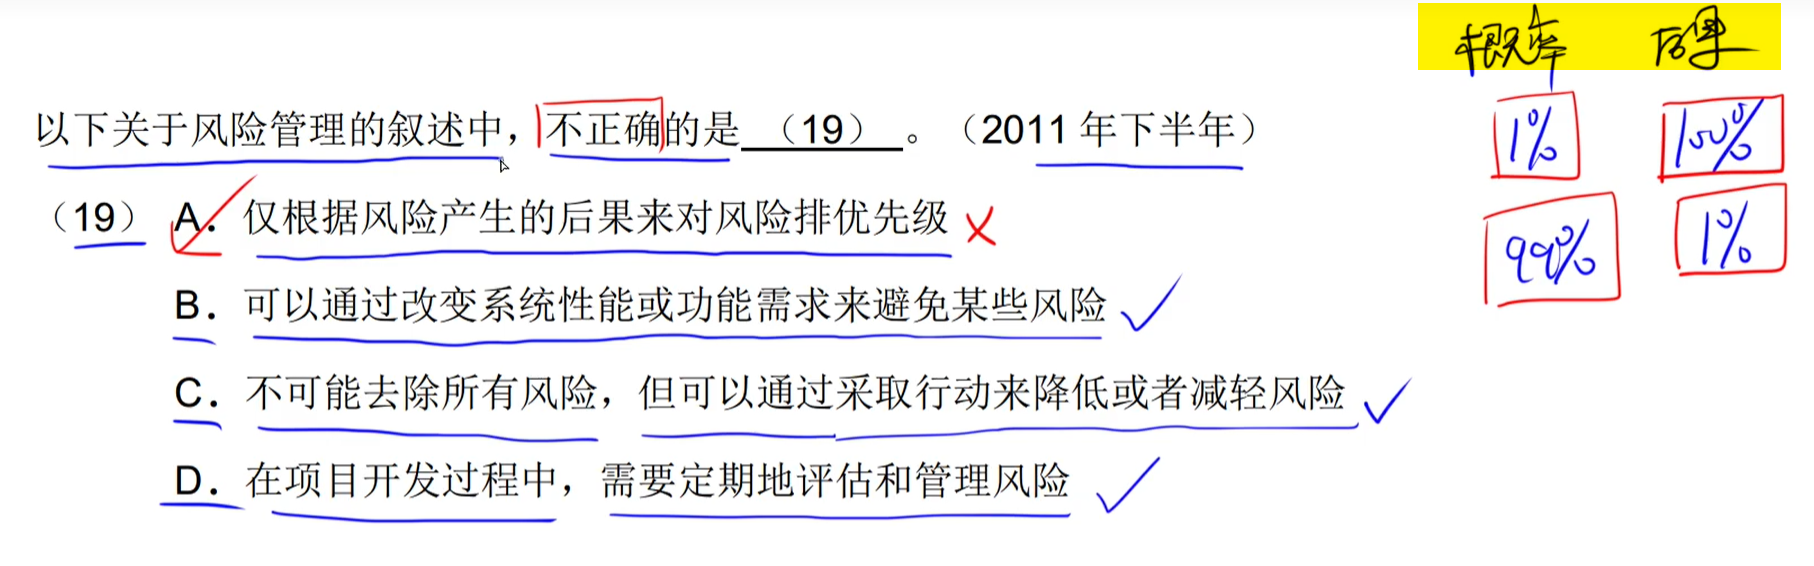 概率 后果
以下关于风险管理的叙述中，不正确的是 （19） 。（2011 年下半年）
1% 100%
（19） A. 仅根据风险产生的后果来对风险排优先级
99% 1%
B. 可以通过改变系统性能或功能需求来避免某些风险
C. 不可能去除所有风险，但可以通过采取行动来降低或者减轻风险
D. 在项目开发过程中，需要定期地评估和管理风险